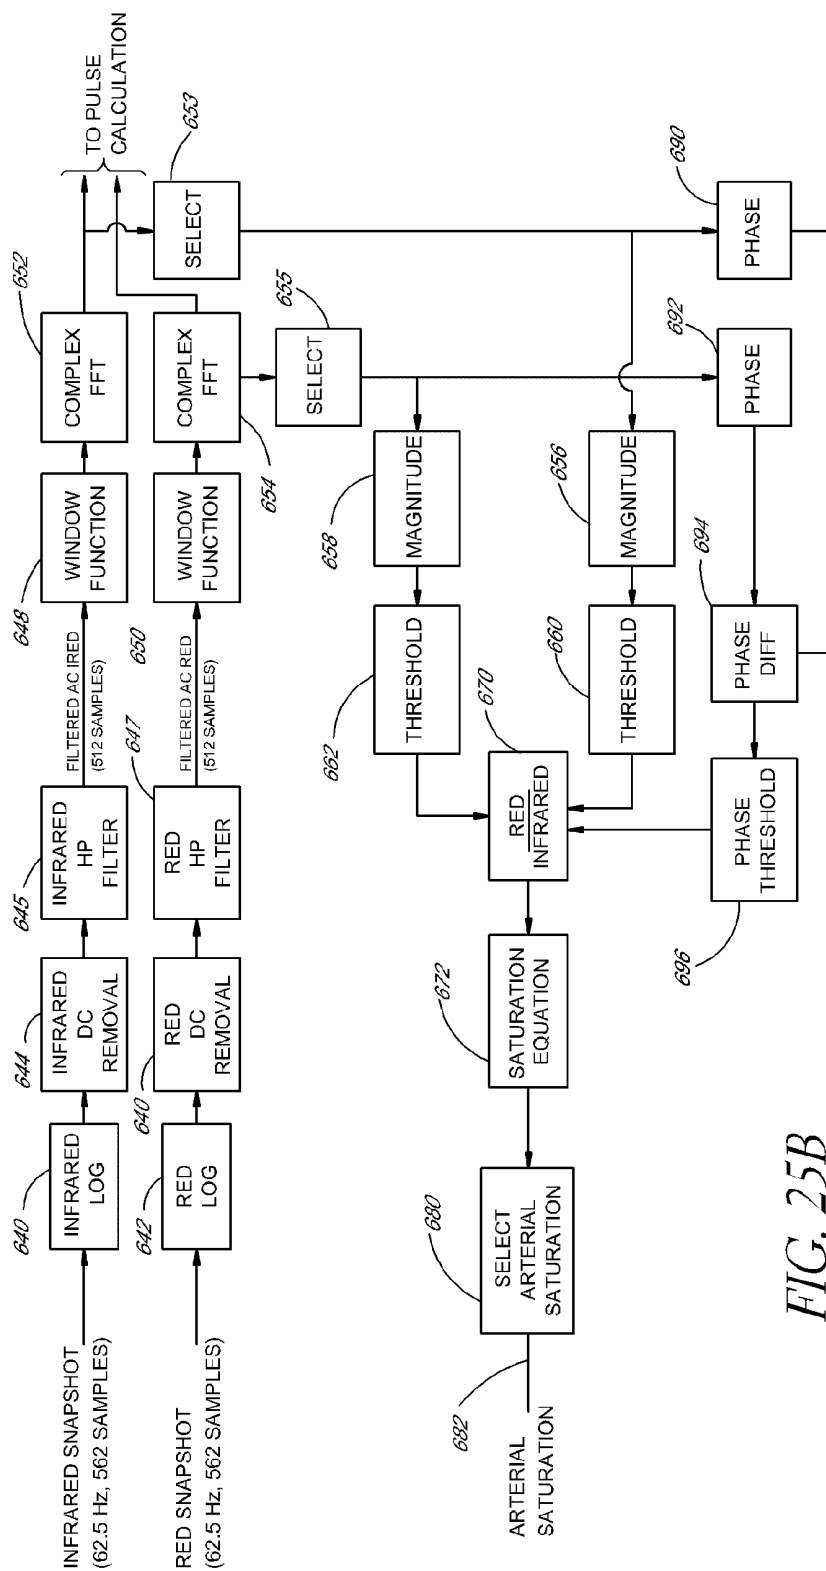 INFRARED SNAPSHOT
(62.5 Hz, 562 SAMPLES)
640
INFRARED
LOG
644
INFRARED
DC
REMOVAL
645
INFRARED
HP
FILTER
FILTERED AC IRED
(512 SAMPLES)
648
WINDOW
FUNCTION
652
COMPLEX
FFT
TO PULSE
CALCULATION
RED SNAPSHOT
(62.5 Hz, 562 SAMPLES)
642
RED
LOG
640
RED
DC
REMOVAL
647
RED
HP
FILTER
FILTERED AC RED
(512 SAMPLES)
650
WINDOW
FUNCTION
654
COMPLEX
FFT
653
SELECT
655
SELECT
658
MAGNITUDE
662
THRESHOLD
656
MAGNITUDE
660
THRESHOLD
670
RED
INFRARED
672
SATURATION
EQUATION
680
SELECT
ARTERIAL
SATURATION
682
ARTERIAL
SATURATION
690
PHASE
692
PHASE
694
PHASE
DIFF
696
PHASE
THRESHOLD
FIG. 25B